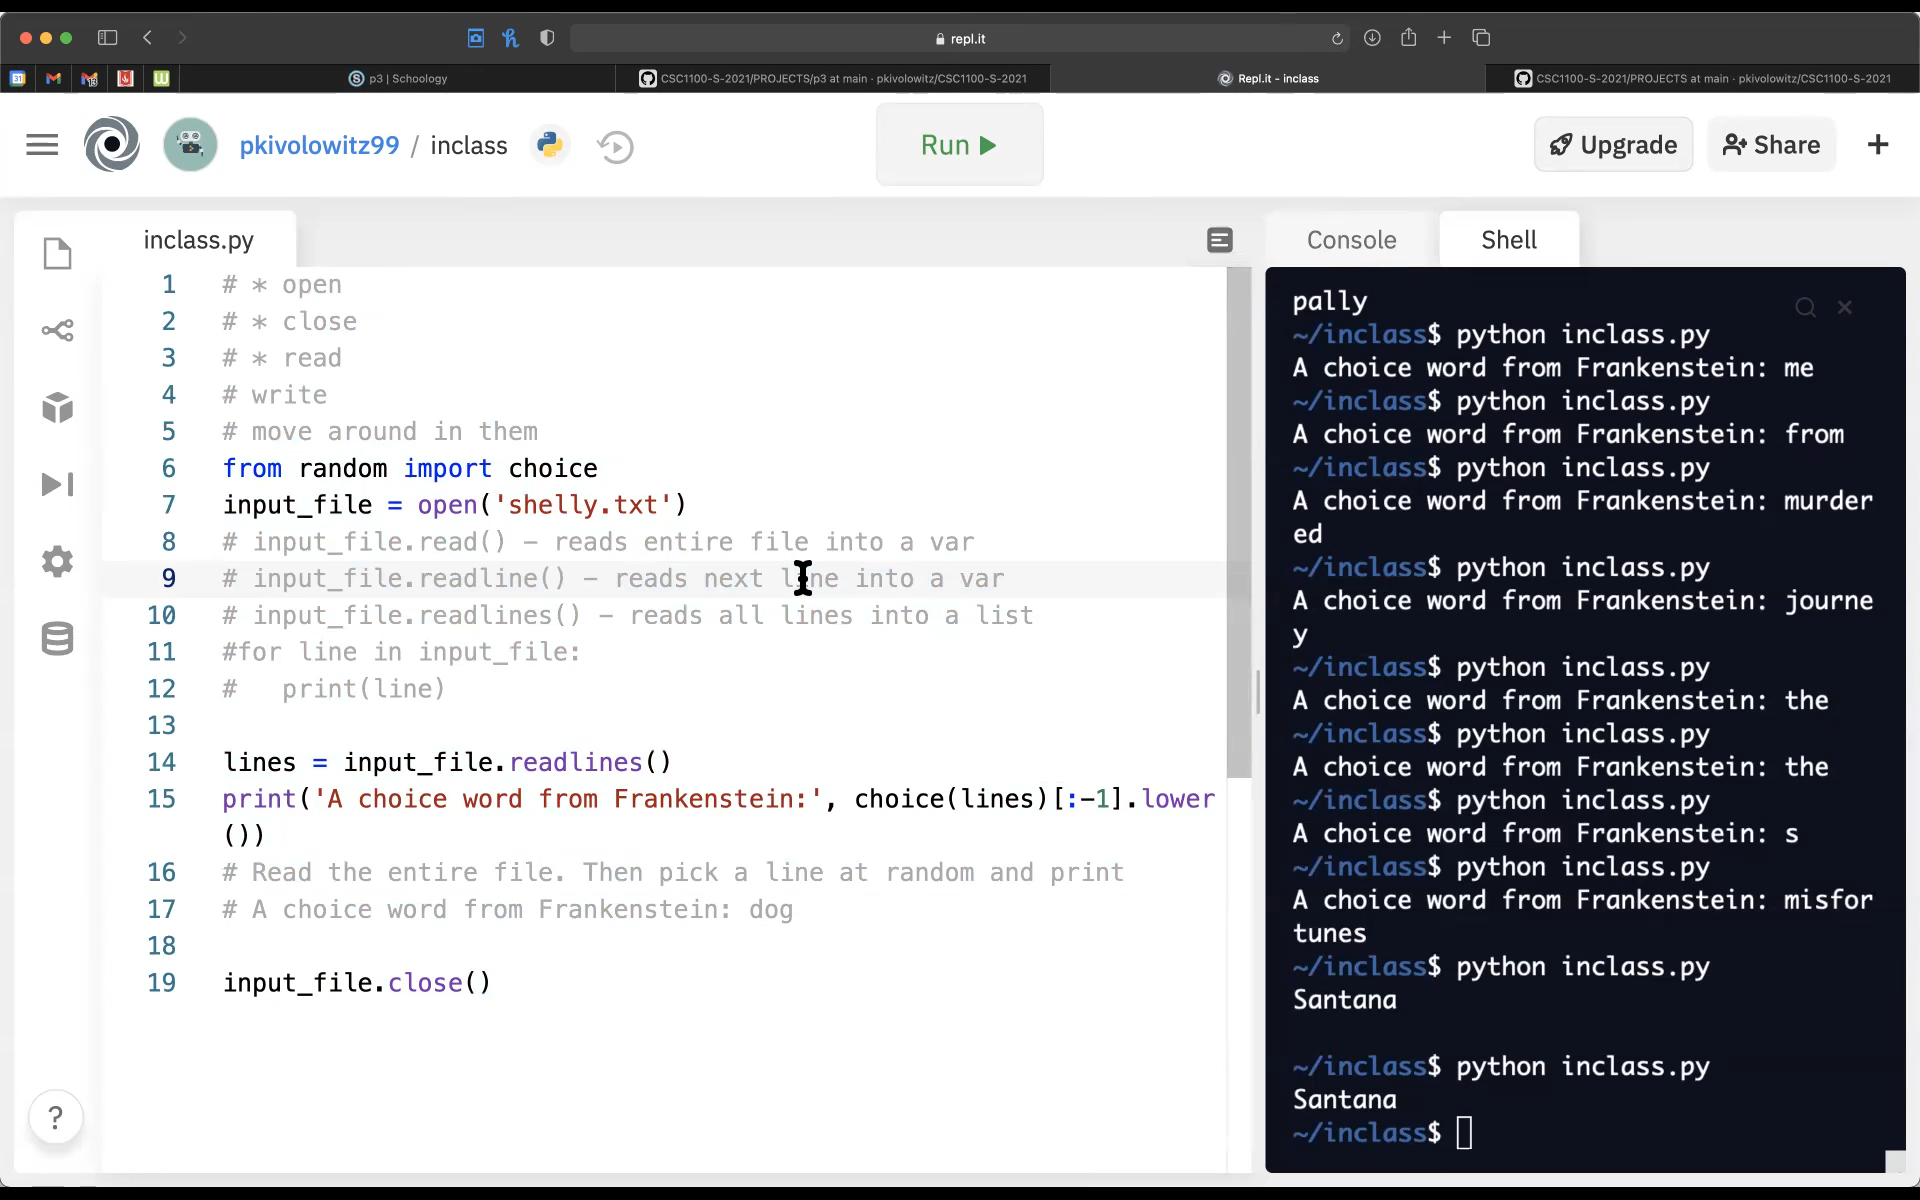 repl.it
p3 | Schoology
CSC1100-S-2021/PROJECTS/p3 at main · pkivolowitz/CSC1100-S-2021
Repl.it - inclass
CSC1100-S-2021/PROJECTS at main · pkivolowitz/CSC1100-S-2021
pkivolowitz99 / inclass
Run
Upgrade
Share
inclass.py
1 # * open
2 # * close
3 # * read
4 # write
5 # move around in them
6 from random import choice
7 input_file = open('shelly.txt')
8 # input_file.read() – reads entire file into a var
9 # input_file.readline() – reads next line into a var
10 # input_file.readlines() – reads all lines into a list
11 #for line in input_file:
12 #   print(line)
13
14 lines = input_file.readlines()
15 print('A choice word from Frankenstein:', choice(lines)[:-1].lower
())
16 # Read the entire file. Then pick a line at random and print
17 # A choice word from Frankenstein: dog
18
19 input_file.close()
?
Console
Shell
pally
~/inclass$ python inclass.py
A choice word from Frankenstein: me
~/inclass$ python inclass.py
A choice word from Frankenstein: from
~/inclass$ python inclass.py
A choice word from Frankenstein: murder
ed
~/inclass$ python inclass.py
A choice word from Frankenstein: journe
y
~/inclass$ python inclass.py
A choice word from Frankenstein: the
~/inclass$ python inclass.py
A choice word from Frankenstein: the
~/inclass$ python inclass.py
A choice word from Frankenstein: s
~/inclass$ python inclass.py
A choice word from Frankenstein: misfor
tunes
~/inclass$ python inclass.py
Santana
~/inclass$ python inclass.py
Santana
~/inclass$